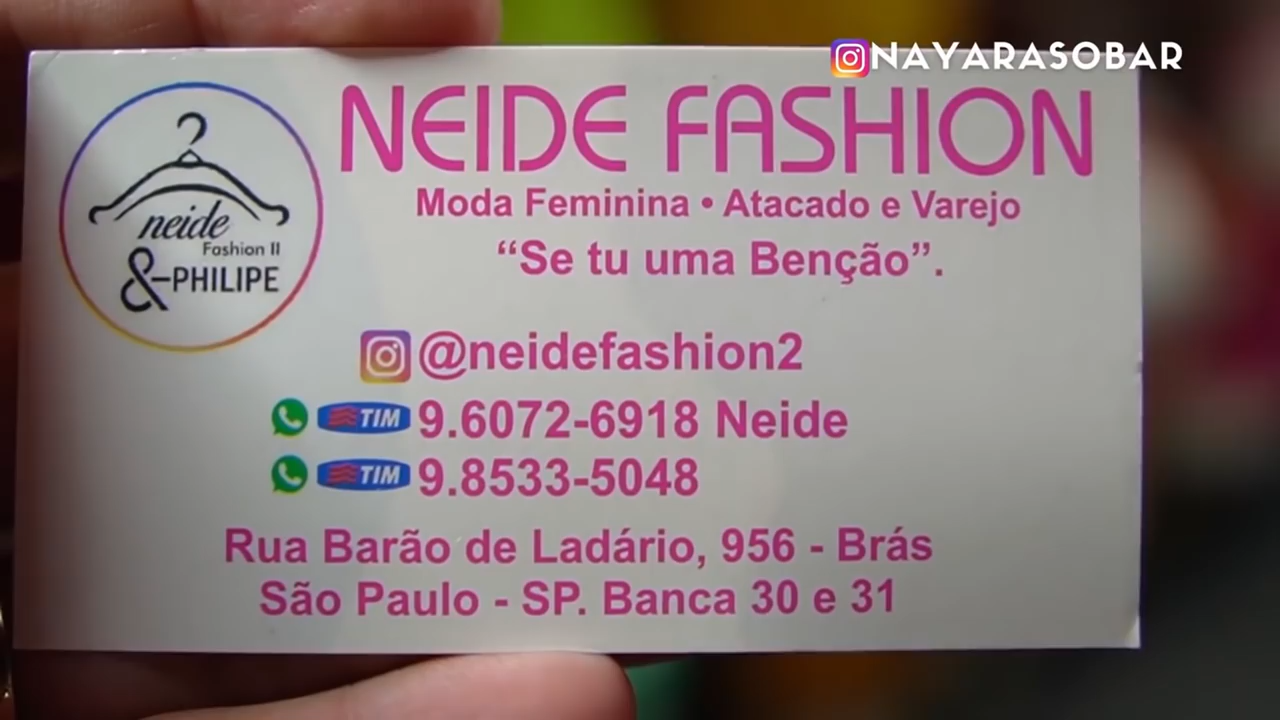 NAYARASOBAR
NEIDE FASHION
Moda Feminina • Atacado e Varejo
“Se tu uma Benção”.
neide
Fashion II
&-PHILIPE
@neidefashion2
TIM 9.6072-6918 Neide
TIM 9.8533-5048
Rua Barão de Ladário, 956 - Brás
São Paulo - SP. Banca 30 e 31